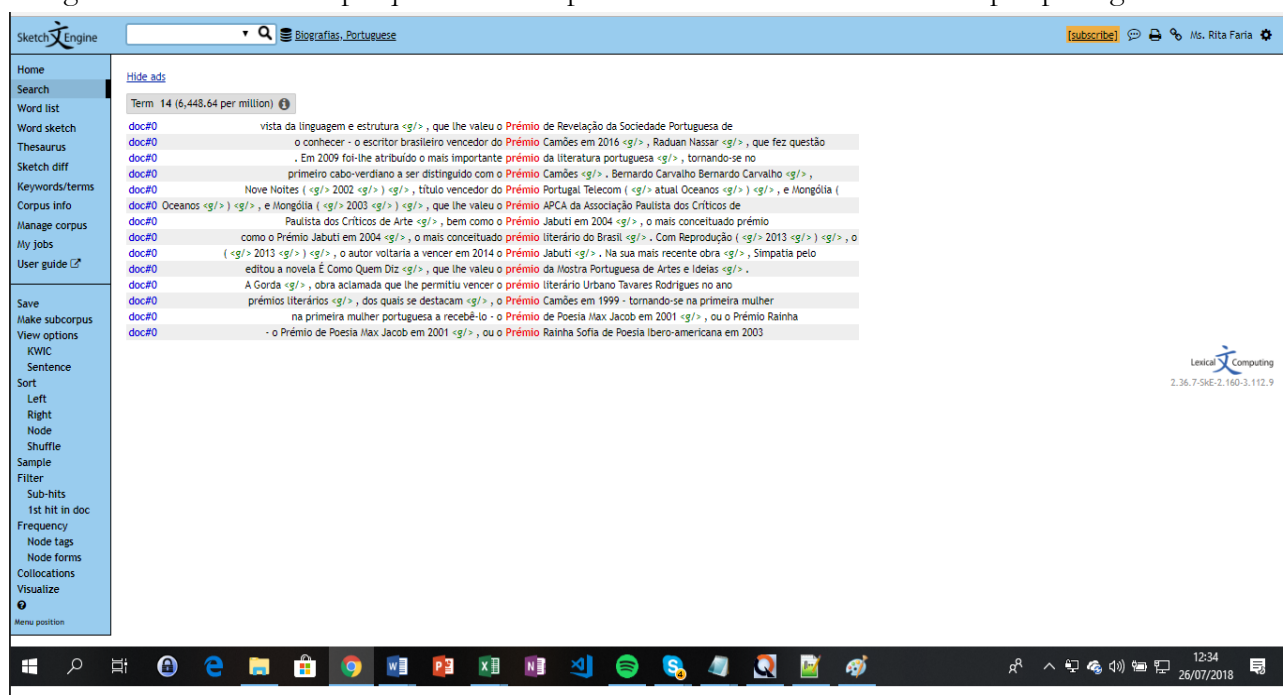 Sketch Engine
Biografias, Portuguese
[subscribe] Ms. Rita Faria
Home
Search
Word list
Word sketch
Thesaurus
Sketch diff
Keywords/terms
Corpus info
Manage corpus
My jobs
User guide
Save
Make subcorpus
View options
KWIC
Sentence
Sort
Left
Right
Node
Shuffle
Sample
Filter
Sub-hits
1st hit in doc
Frequency
Node tags
Node forms
Collocations
Visualize
Menu position
Hide ads
Term 14 (6,448.64 per million)
doc#0 vista da linguagem e estrutura <g/> , que lhe valeu o Prémio de Revelação da Sociedade Portuguesa de
doc#0 o conhecer - o escritor brasileiro vencedor do Prémio Camões em 2016 <g/> , Raduan Nassar <g/> , que fez questão
doc#0 . Em 2009 foi-lhe atribuído o mais importante prémio da literatura portuguesa <g/> , tornando-se no
doc#0 primeiro cabo-verdiano a ser distinguido com o Prémio Camões <g/> . Bernardo Carvalho Bernardo Carvalho <g/> ,
doc#0 Nove Noites ( <g/> 2002 <g/> ) <g/> , título vencedor do Prémio Portugal Telecom ( <g/> atual Oceanos <g/> ) <g/> , e Mongólia (
doc#0 Oceanos <g/> ) <g/> , e Mongólia ( <g/> 2003 <g/> ) <g/> , que lhe valeu o Prémio APCA da Associação Paulista dos Críticos de
doc#0 Paulista dos Críticos de Arte <g/> , bem como o Prémio Jabuti em 2004 <g/> , o mais conceituado prémio
doc#0 como o Prémio Jabuti em 2004 <g/> , o mais conceituado prémio literário do Brasil <g/> . Com Reprodução ( <g/> 2013 <g/> ) <g/> , o
doc#0 ( <g/> 2013 <g/> ) <g/> , o autor voltaria a vencer em 2014 o Prémio Jabuti <g/> . Na sua mais recente obra <g/> , Simpatia pelo
doc#0 editou a novela É Como Quem Diz <g/> , que lhe valeu o prémio da Mostra Portuguesa de Artes e Ideias <g/> .
doc#0 A Gorda <g/> , obra aclamada que lhe permitiu vencer o prémio literário Urbano Tavares Rodrigues no ano
doc#0 prémios literários <g/> , dos quais se destacam <g/> , o Prémio Camões em 1999 - tornando-se na primeira mulher
doc#0 na primeira mulher portuguesa a recebê-lo - o Prémio de Poesia Max Jacob em 2001 <g/> , ou o Prémio Rainha
doc#0 - o Prémio de Poesia Max Jacob em 2001 <g/> , ou o Prémio Rainha Sofia de Poesia Ibero-americana em 2003
Lexical Computing
2.36.7-SkE-2.160-3.112.9
12:34
26/07/2018